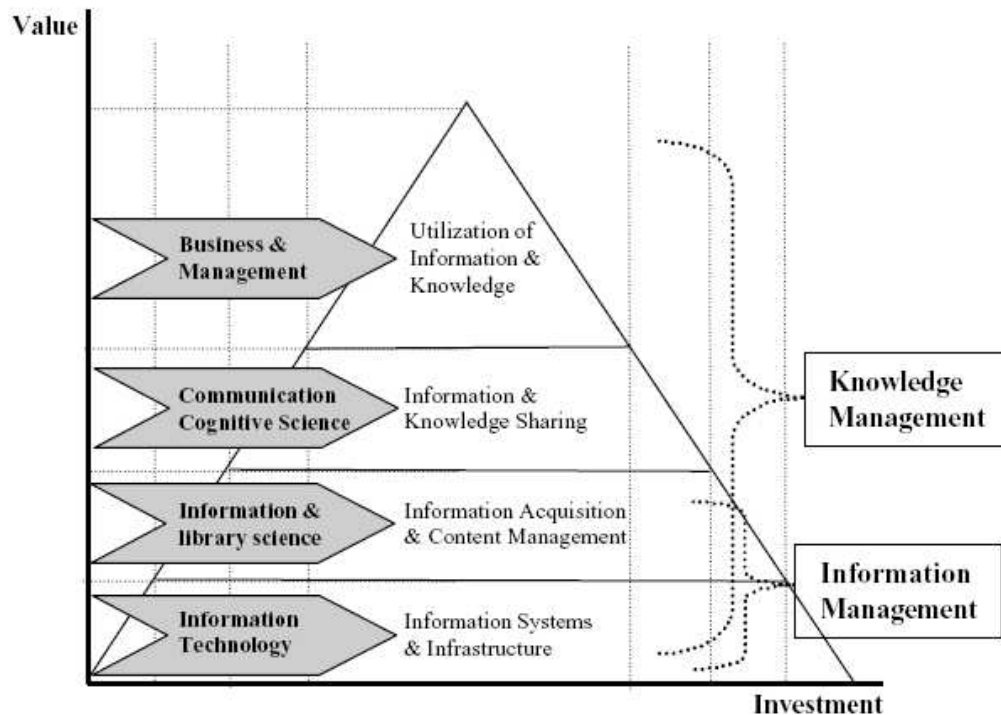 Value
Business &
Management
Utilization of
Information &
Knowledge
Communication
Cognitive Science
Information &
Knowledge Sharing
Knowledge
Management
Information &
library science
Information Acquisition
& Content Management
Information
Management
Information
Technology
Information Systems
& Infrastructure
Investment